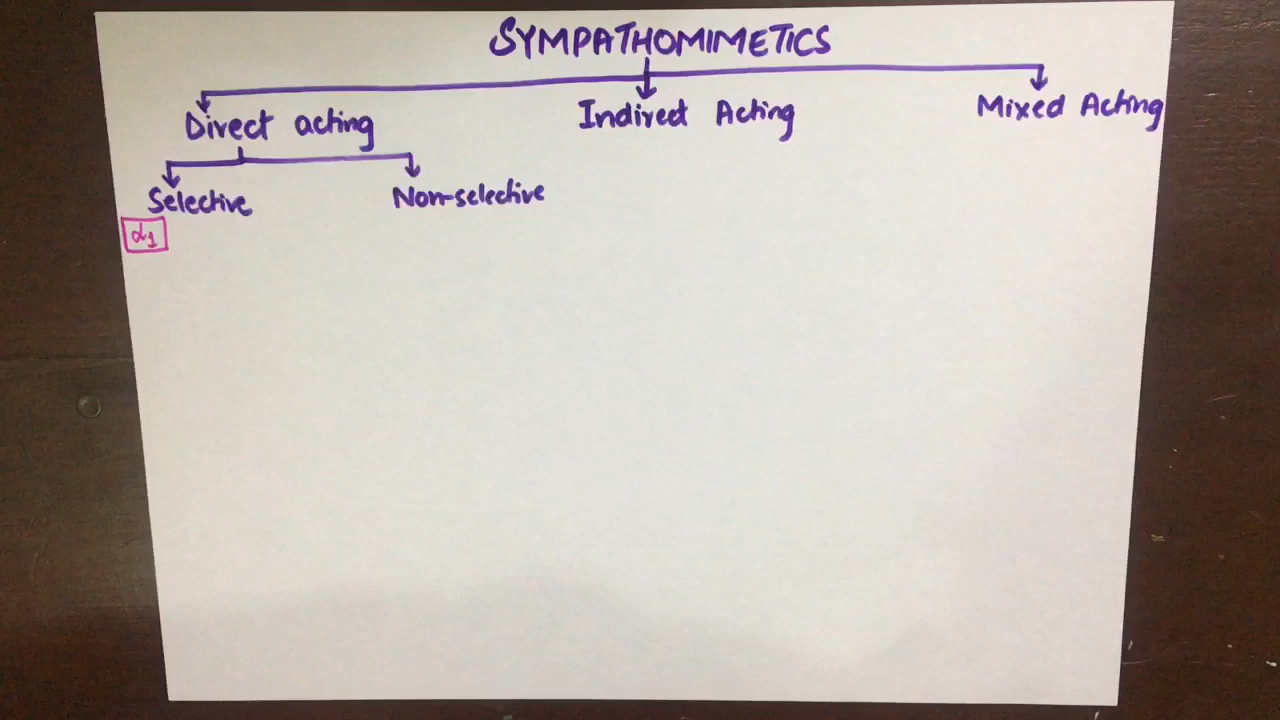 SYMPATHOMIMETICS
Direct acting
Indirect Acting
Mixed Acting
Selective
Non-selective
α1